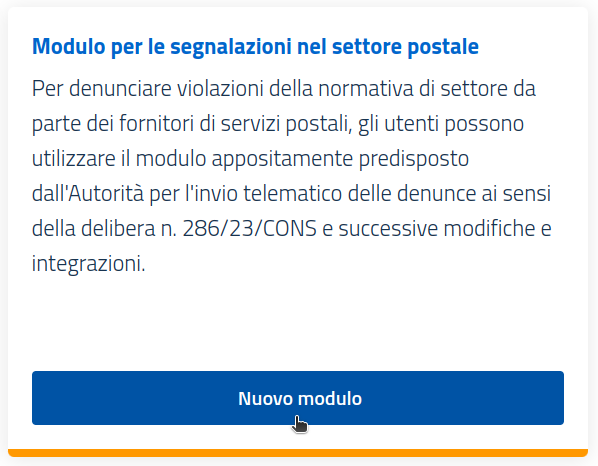 Modulo per le segnalazioni nel settore postale
Per denunciare violazioni della normativa di settore da
parte dei fornitori di servizi postali, gli utenti possono
utilizzare il modulo appositamente predisposto
dall'Autorità per l'invio telematico delle denunce ai sensi
della delibera n. 286/23/CONS e successive modifiche e
integrazioni.
Nuovo modulo